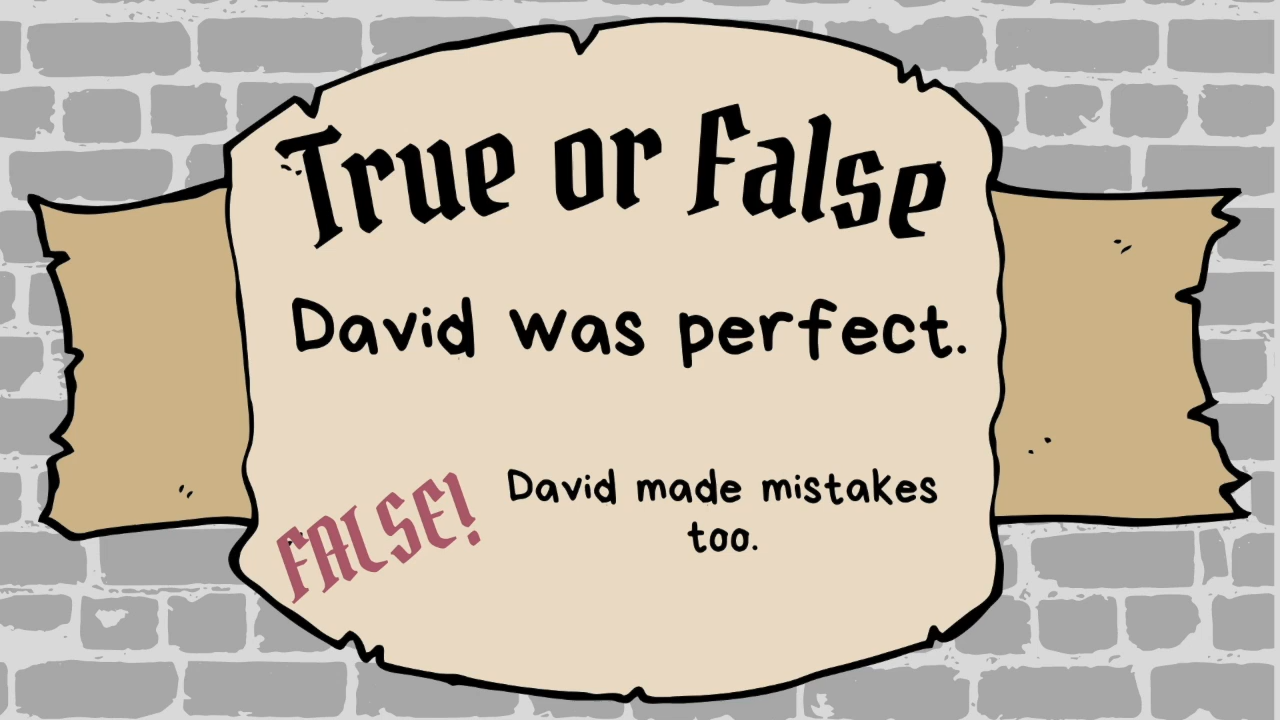 True or False
David was perfect.
FALSE!
David made mistakes
too.